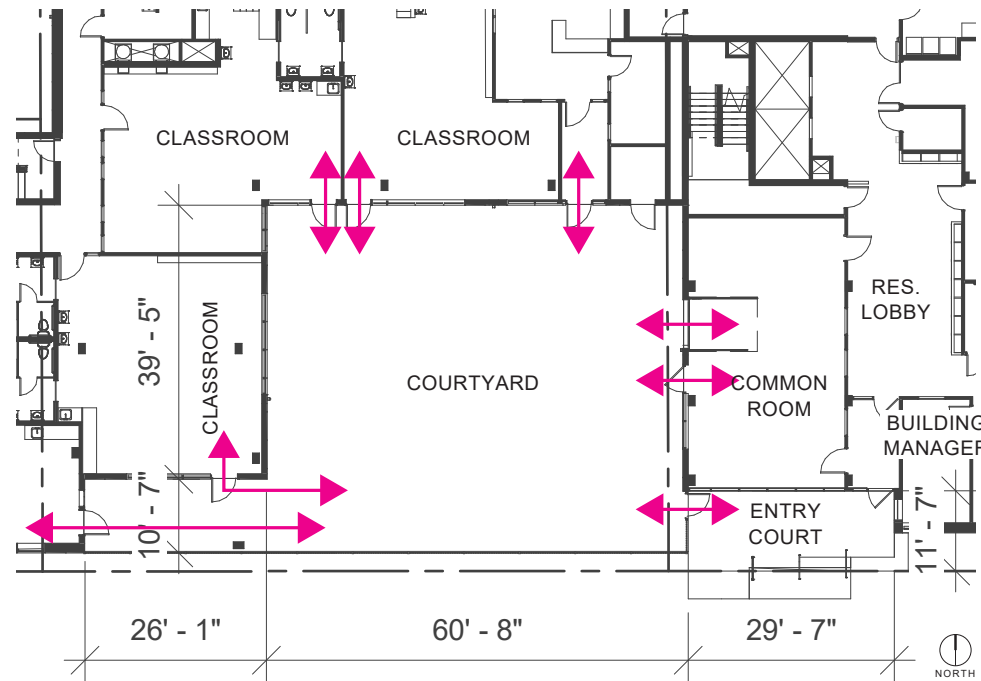 CLASSROOM
CLASSROOM
RES.
LOBBY
39' - 5"
CLASSROOM
COURTYARD
COMMON
ROOM
BUILDING
MANAGER
10' - 7"
ENTRY
COURT
11' - 7"
26' - 1"
60' - 8"
29' - 7"
NORTH